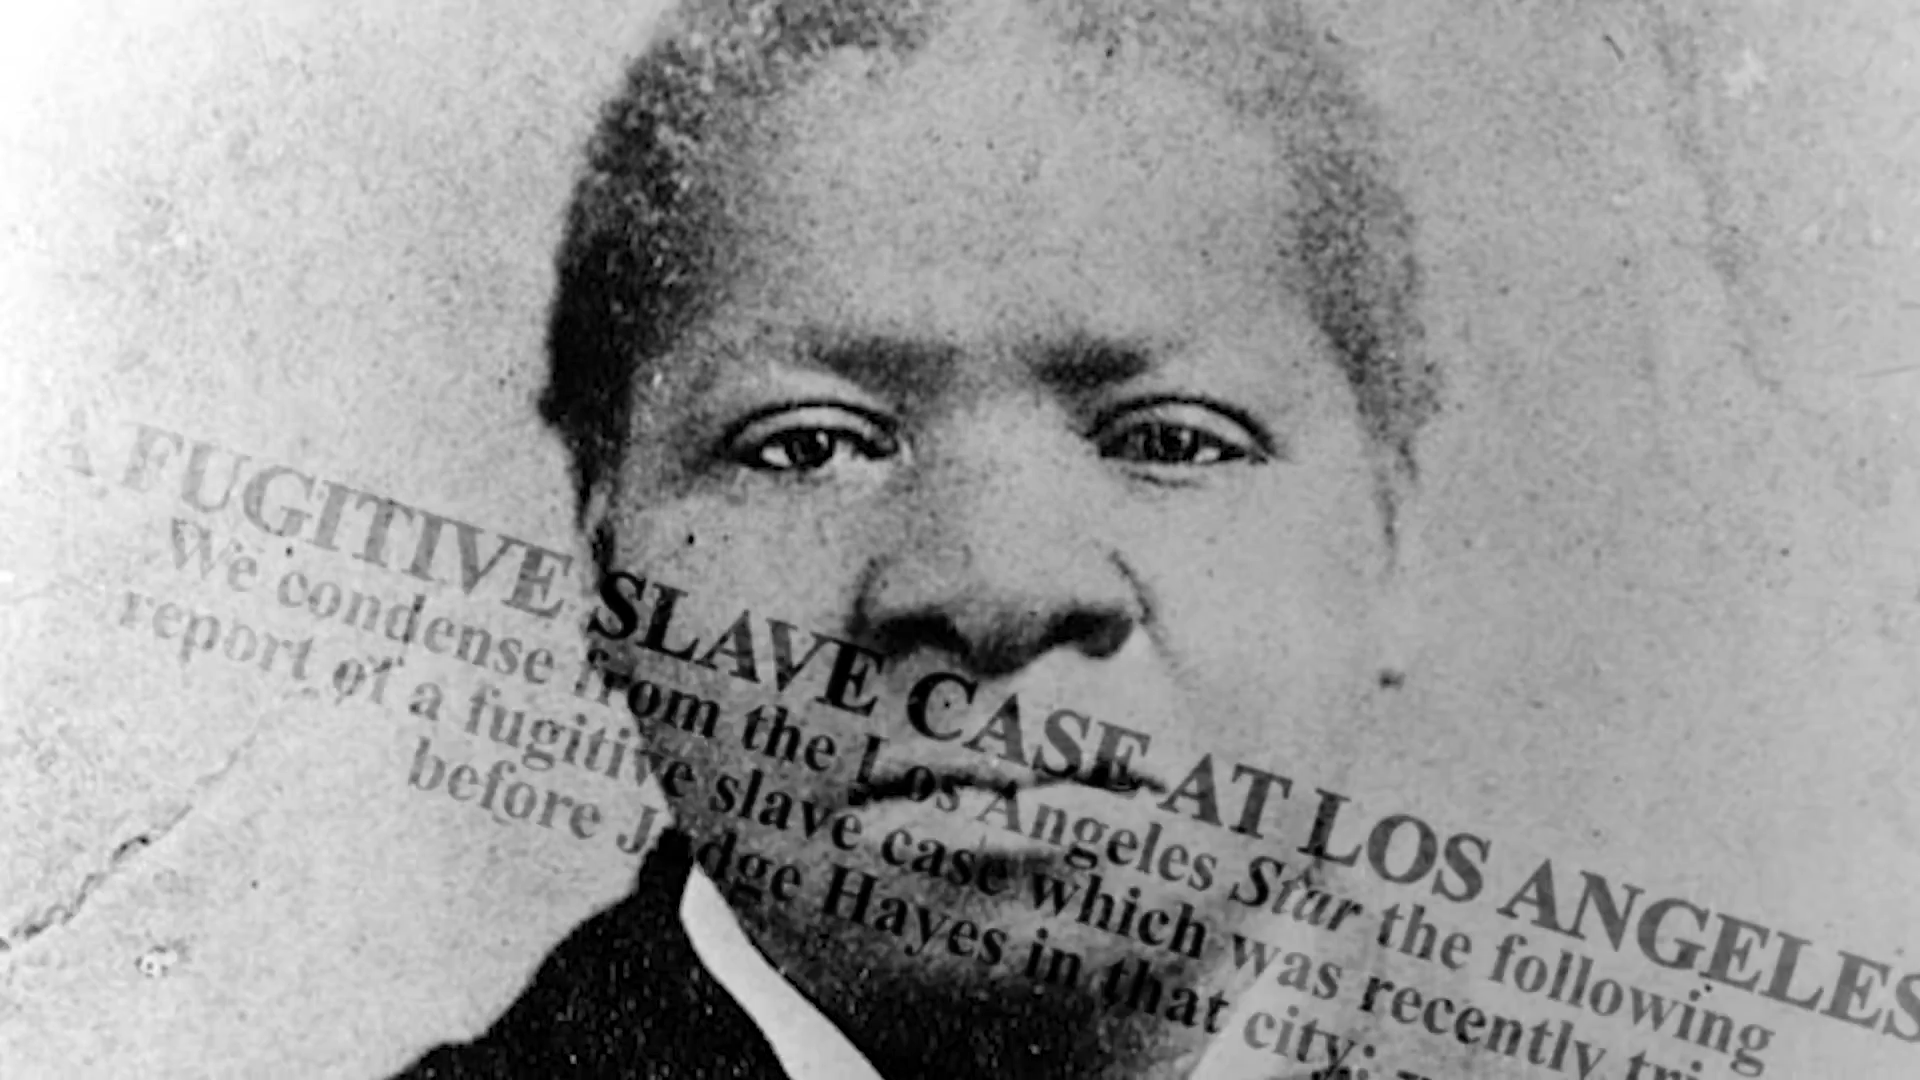 A FUGITIVE SLAVE CASE AT LOS ANGELES
We condense from the Los Angeles Star the following
report of a fugitive slave case which was recently
before Judge Hayes in that city;